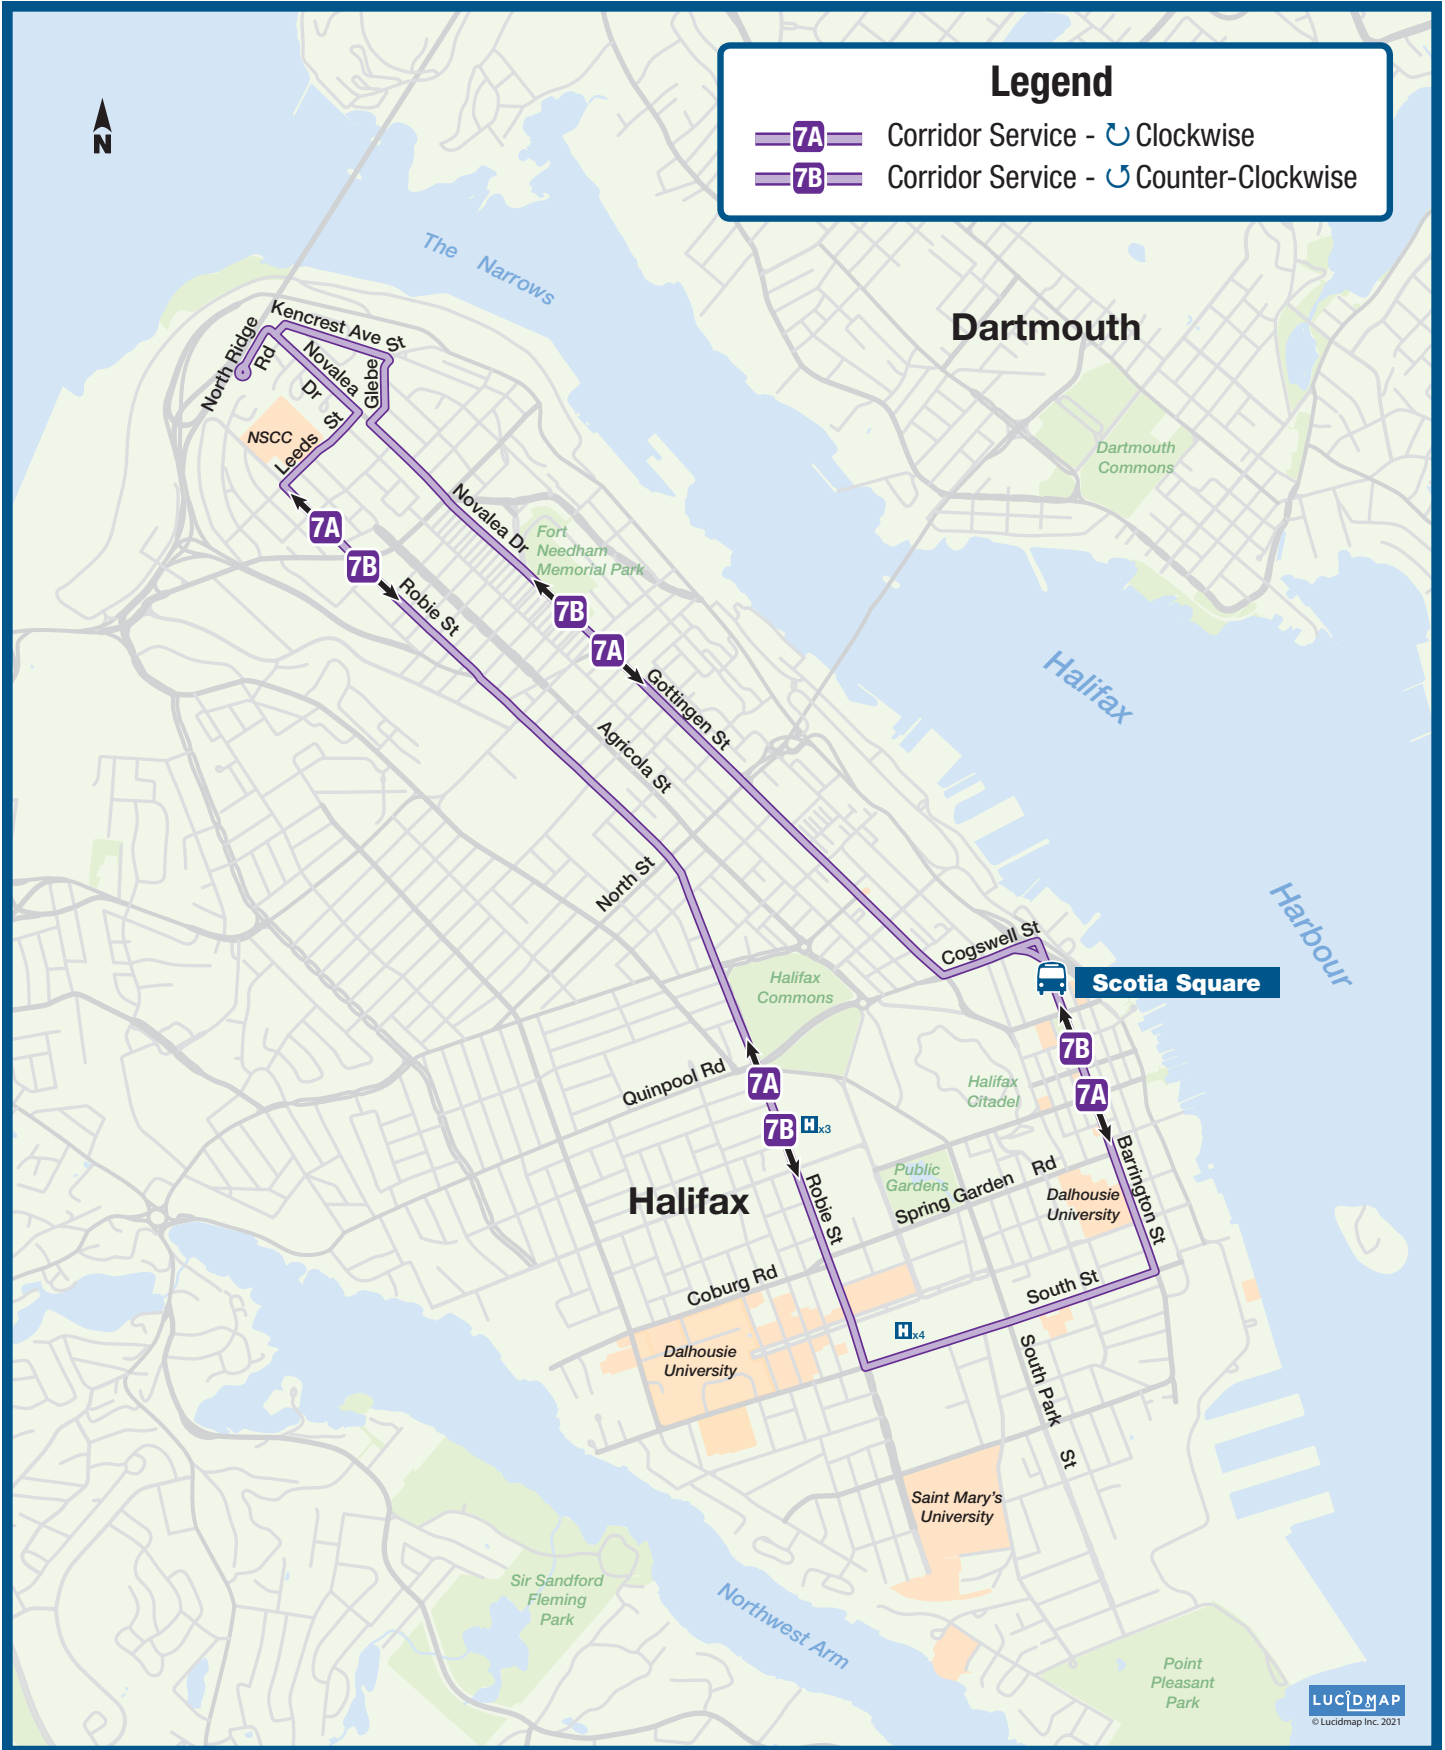 Legend
7A Corridor Service - ↻ Clockwise
7B Corridor Service - ↺ Counter-Clockwise
N
The Narrows
Dartmouth
Kencrest Ave St
North Ridge
Rd
Novalea
Dr
Glebe
NSCC
Leeds St
Dartmouth
Commons
Novalea Dr
Fort
Needham
Memorial Park
7A
7B
Robie St
7B
7A
Gottingen St
Halifax
Agricola St
North St
Harbour
Cogswell St
Scotia Square
Halifax
Commons
7B
7A
Quinpool Rd
7A
7B
H x3
Halifax
Citadel
Barrington St
Public
Gardens
Spring Garden Rd
Dalhousie
University
Halifax
Robie St
Coburg Rd
South St
H x4
Dalhousie
University
South Park St
Saint Mary's
University
Sir Sandford
Fleming
Park
Northwest Arm
Point
Pleasant
Park
LUCIDMAP
© Lucidmap Inc. 2021